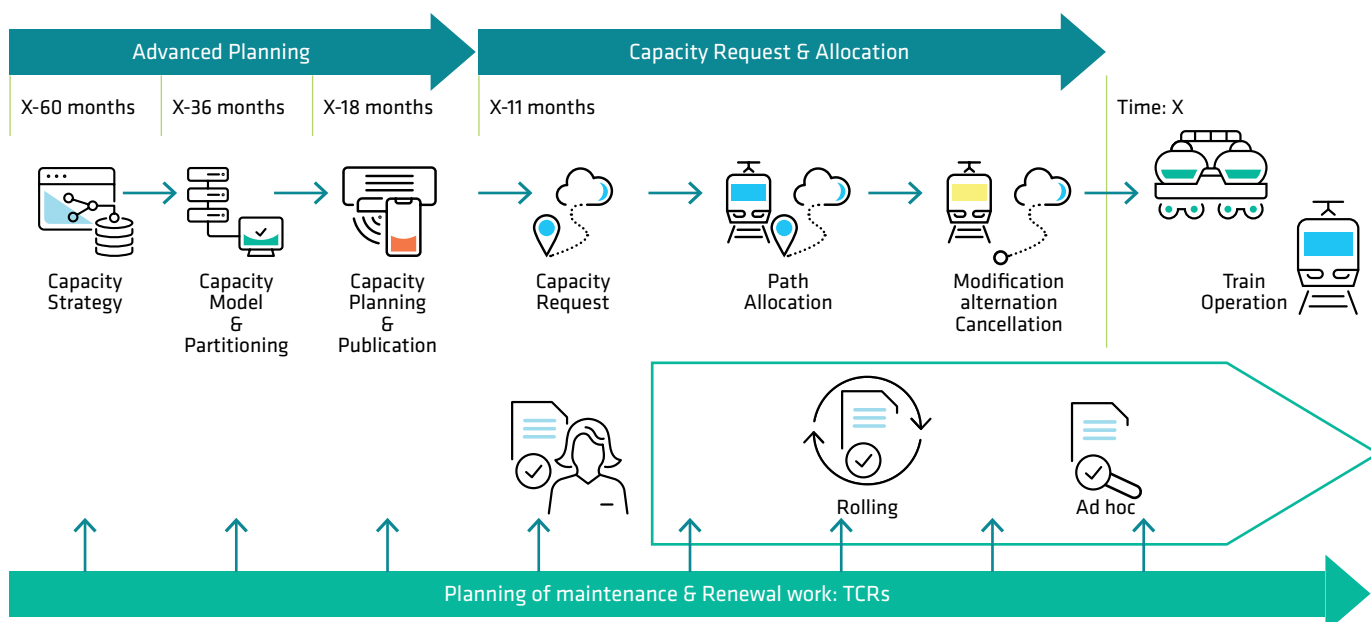 Advanced Planning
Capacity Request & Allocation
X-60 months
X-36 months
X-18 months
X-11 months
Time: X
Capacity
Strategy
Capacity
Model
&
Partitioning
Capacity
Planning
&
Publication
Capacity
Request
Path
Allocation
Modification
alternation
Cancellation
Train
Operation
Rolling
Ad hoc
Planning of maintenance & Renewal work: TCRs